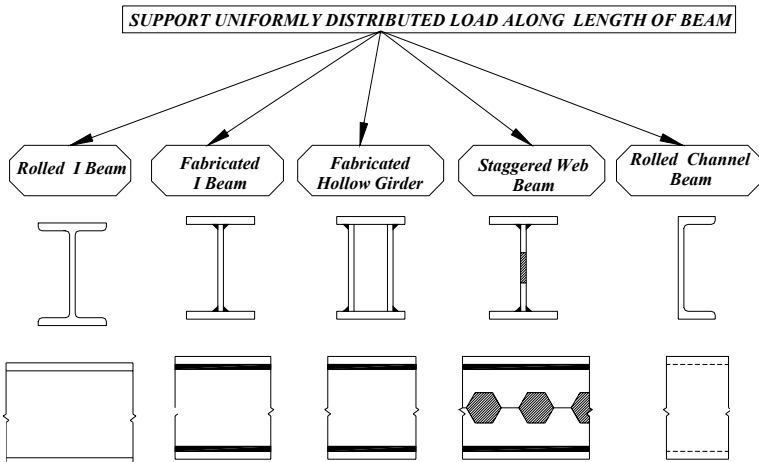 SUPPORT UNIFORMLY DISTRIBUTED LOAD ALONG LENGTH OF BEAM
Rolled I Beam
Fabricated
I Beam
Fabricated
Hollow Girder
Staggered Web
Beam
Rolled Channel
Beam